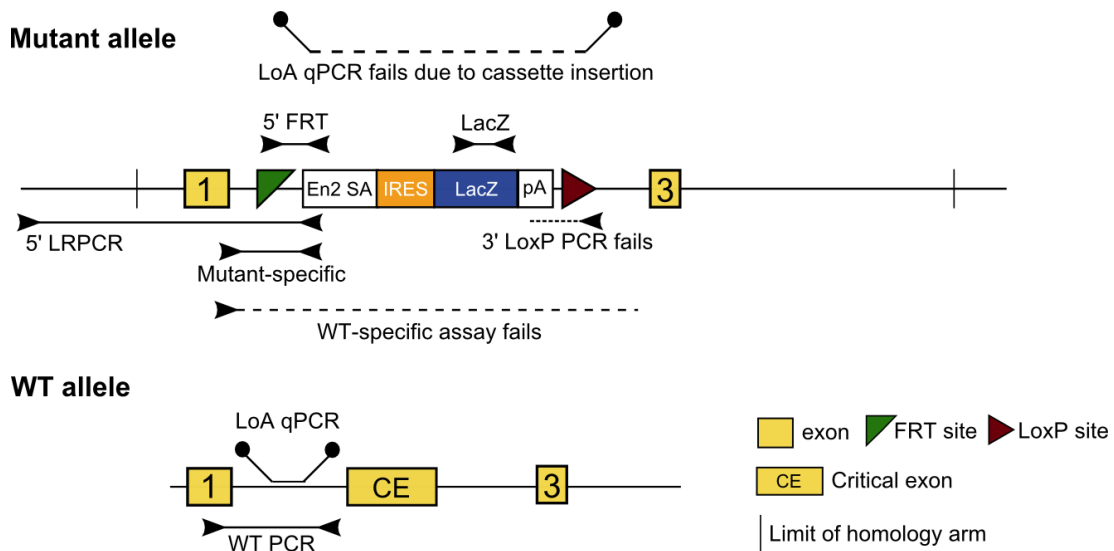 Mutant allele
LoA qPCR fails due to cassette insertion
5' FRT
LacZ
1
En2 SA
IRES
LacZ
pA
3
5' LRPCR
3' LoxP PCR fails
Mutant-specific
WT-specific assay fails
WT allele
LoA qPCR
1
CE
3
WT PCR
exon
FRT site
LoxP site
CE
Critical exon
Limit of homology arm